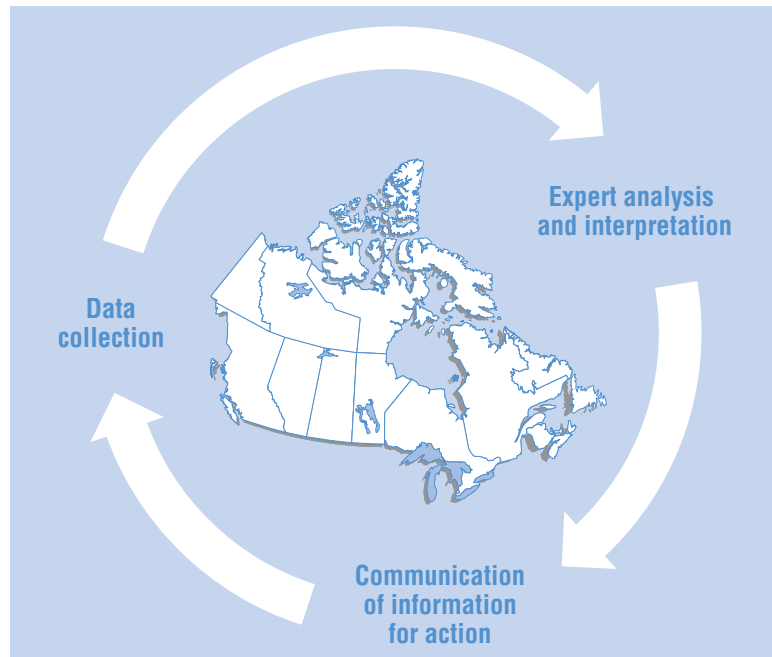 Expert analysis
and interpretation
Data
collection
Communication
of information
for action